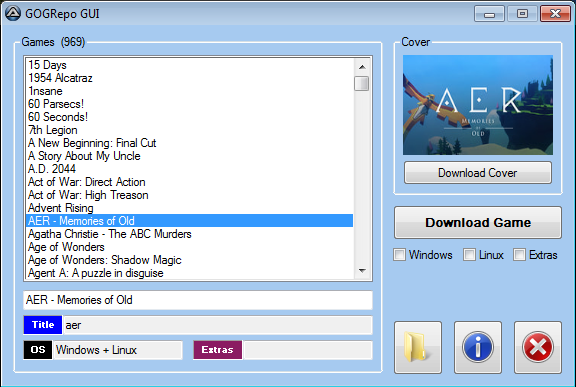 GOGRepo GUI
Games (969)
15 Days
1954 Alcatraz
1nsane
60 Parsecs!
60 Seconds!
7th Legion
A New Beginning: Final Cut
A Story About My Uncle
A.D. 2044
Act of War: Direct Action
Act of War: High Treason
Advent Rising
AER - Memories of Old
Agatha Christie - The ABC Murders
Age of Wonders
Age of Wonders: Shadow Magic
Agent A: A puzzle in disguise
AER - Memories of Old
Title aer
OS Windows + Linux
Extras
Cover
AER
MEMORIES
OF
OLD
Download Cover
Download Game
Windows Linux Extras